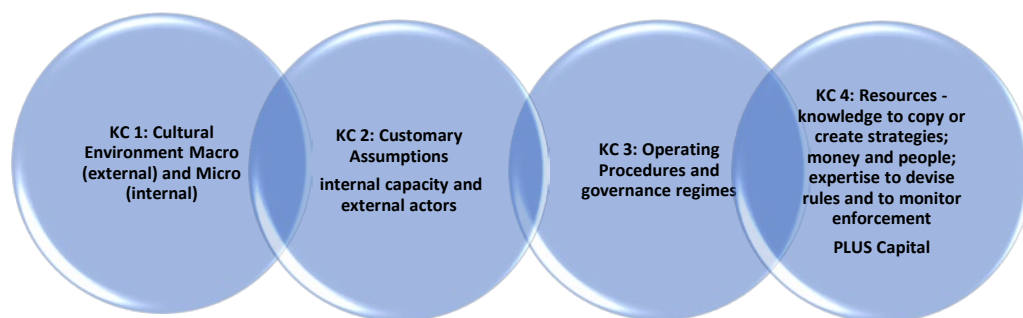 KC 1: Cultural
Environment Macro
(external) and Micro
(internal)
KC 2: Customary
Assumptions
internal capacity and
external actors
KC 3: Operating
Procedures and
governance regimes
KC 4: Resources -
knowledge to copy or
create strategies;
money and people;
expertise to devise
rules and to monitor
enforcement
PLUS Capital